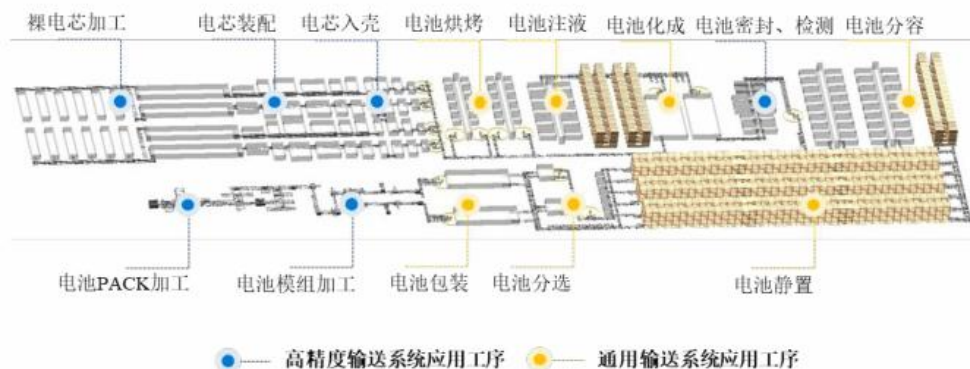 裸电芯加工 电芯装配 电芯入壳 电池烘烤 电池注液 电池化成 电池密封、检测 电池分容
电池PACK加工 电池模组加工 电池包装 电池分选 电池静置
高精度输送系统应用工序 通用输送系统应用工序